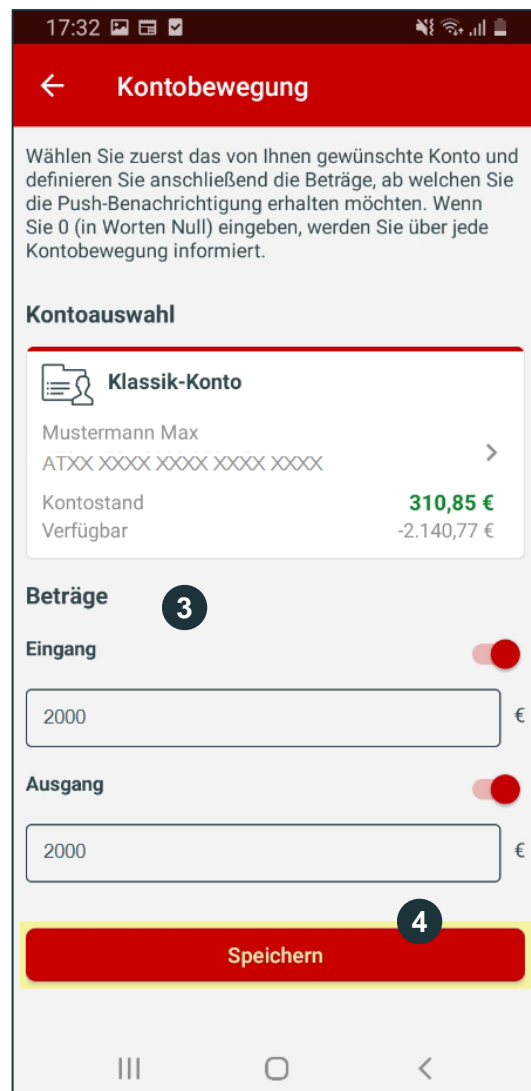 17:32
Kontobewegung
Wählen Sie zuerst das von Ihnen gewünschte Konto und
definieren Sie anschließend die Beträge, ab welchen Sie
die Push-Benachrichtigung erhalten möchten. Wenn
Sie 0 (in Worten Null) eingeben, werden Sie über jede
Kontobewegung informiert.
Kontoauswahl
Klassik-Konto
Mustermann Max
ATXX XXXX XXXX XXXX XXXX
Kontostand 310,85 €
Verfügbar -2.140,77 €
Beträge 3
Eingang
2000 €
Ausgang
2000 €
4
Speichern